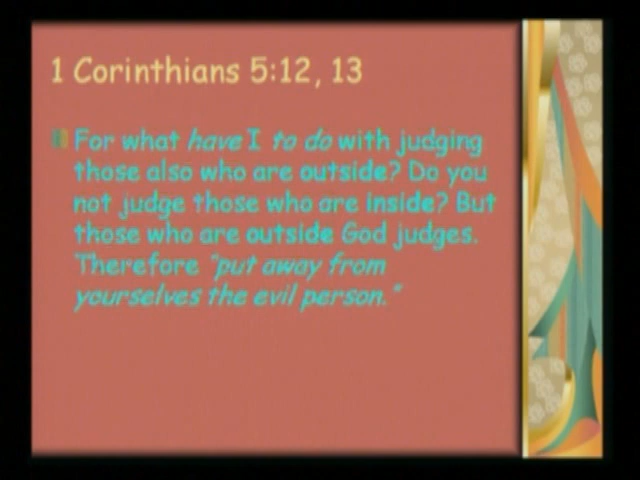 1 Corinthians 5:12, 13
For what have I to do with judging
those also who are outside? Do you
not judge those who are inside? But
those who are outside God judges.
Therefore "put away from
yourselves the evil person."